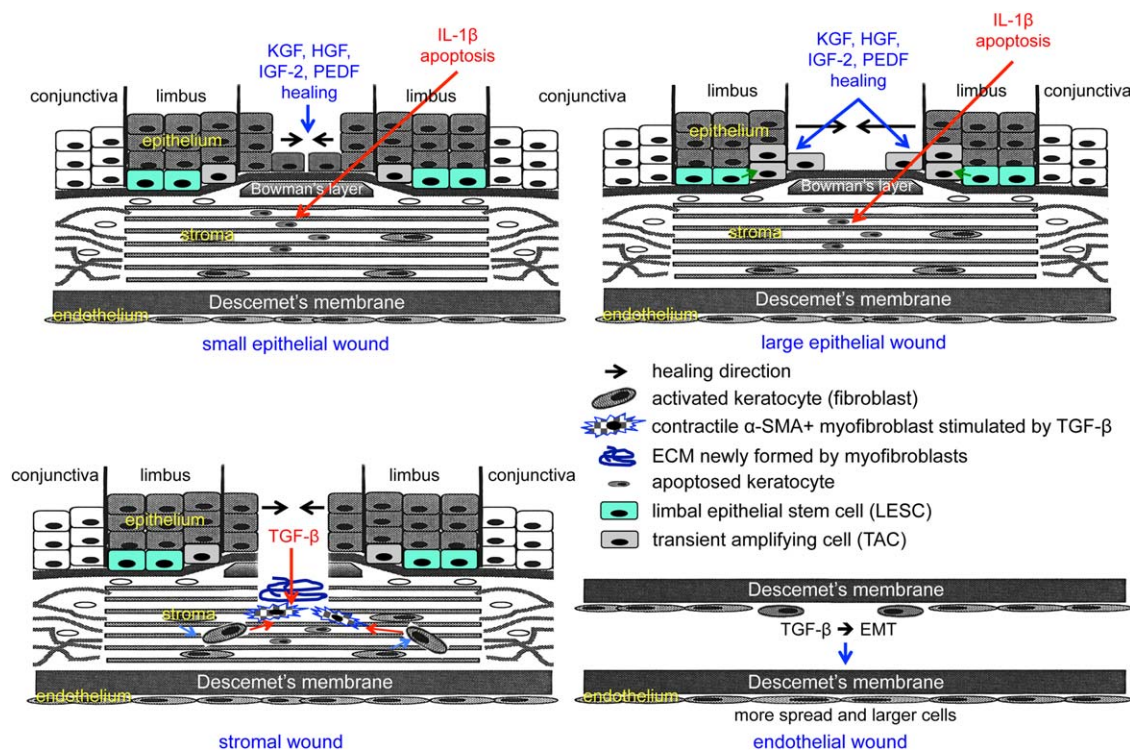 KGF, HGF,
IGF-2, PEDF
healing
IL-1β
apoptosis
conjunctiva
limbus
limbus
conjunctiva
epithelium
Bowman's layer
stroma
Descemet's membrane
endothelium
small epithelial wound
KGF, HGF,
IGF-2, PEDF
healing
IL-1β
apoptosis
conjunctiva
limbus
limbus
conjunctiva
epithelium
Bowman's layer
stroma
Descemet's membrane
endothelium
large epithelial wound
healing direction
activated keratocyte (fibroblast)
contractile α-SMA+ myofibroblast stimulated by TGF-β
ECM newly formed by myofibroblasts
apoptosed keratocyte
limbal epithelial stem cell (LESC)
transient amplifying cell (TAC)
conjunctiva
limbus
limbus
conjunctiva
epithelium
TGF-β
stroma
Descemet's membrane
endothelium
stromal wound
Descemet's membrane
TGF-β → EMT
Descemet's membrane
endothelium
more spread and larger cells
endothelial wound